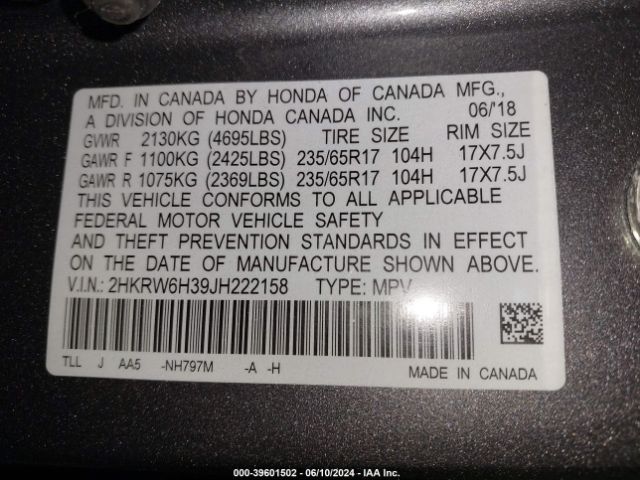 MFD. IN CANADA BY HONDA OF CANADA MFG.,
A DIVISION OF HONDA CANADA INC. 06/'18
GVWR 2130KG (4695LBS) TIRE SIZE RIM SIZE
GAWR F 1100KG (2425LBS) 235/65R17 104H 17X7.5J
GAWR R 1075KG (2369LBS) 235/65R17 104H 17X7.5J
THIS VEHICLE CONFORMS TO ALL APPLICABLE
FEDERAL MOTOR VEHICLE SAFETY
AND THEFT PREVENTION STANDARDS IN EFFECT
ON THE DATE OF MANUFACTURE SHOWN ABOVE.
V.I.N.: 2HKRW6H39JH222158 TYPE: MPV
TLL J AA5 -NH797M -A -H
MADE IN CANADA
000-39601502 - 06/10/2024 - IAA Inc.